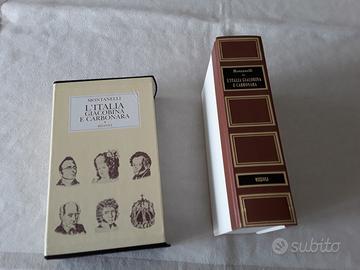 MONTANELLI
L'ITALIA
GIACOBINA
E CARBONARA
RIZZOLI
Montanelli
L'ITALIA GIACOBINA
E CARBONARA
RIZZOLI
subito